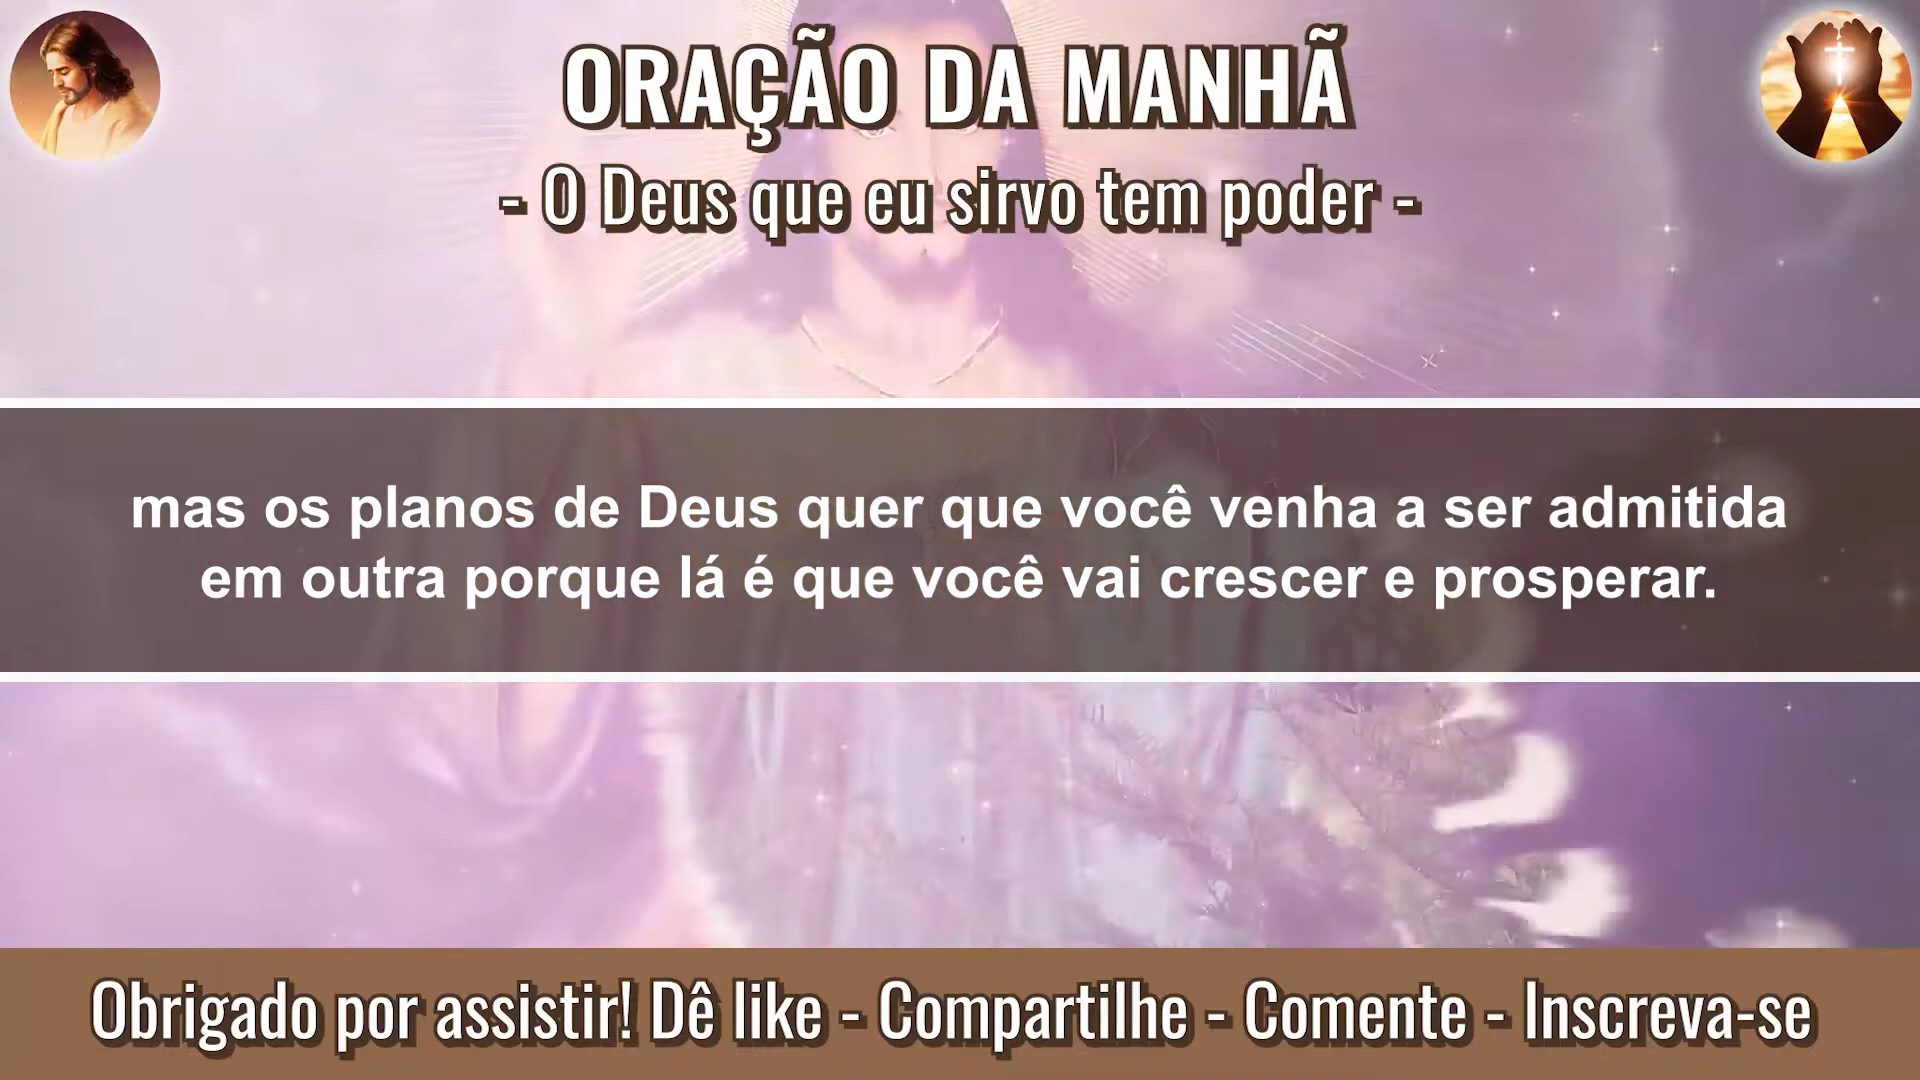 ORAÇÃO DA MANHÃ
- O Deus que eu sirvo tem poder -
mas os planos de Deus quer que você venha a ser admitida
em outra porque lá é que você vai crescer e prosperar.
Obrigado por assistir! Dê like - Compartilhe - Comente - Inscreva-se